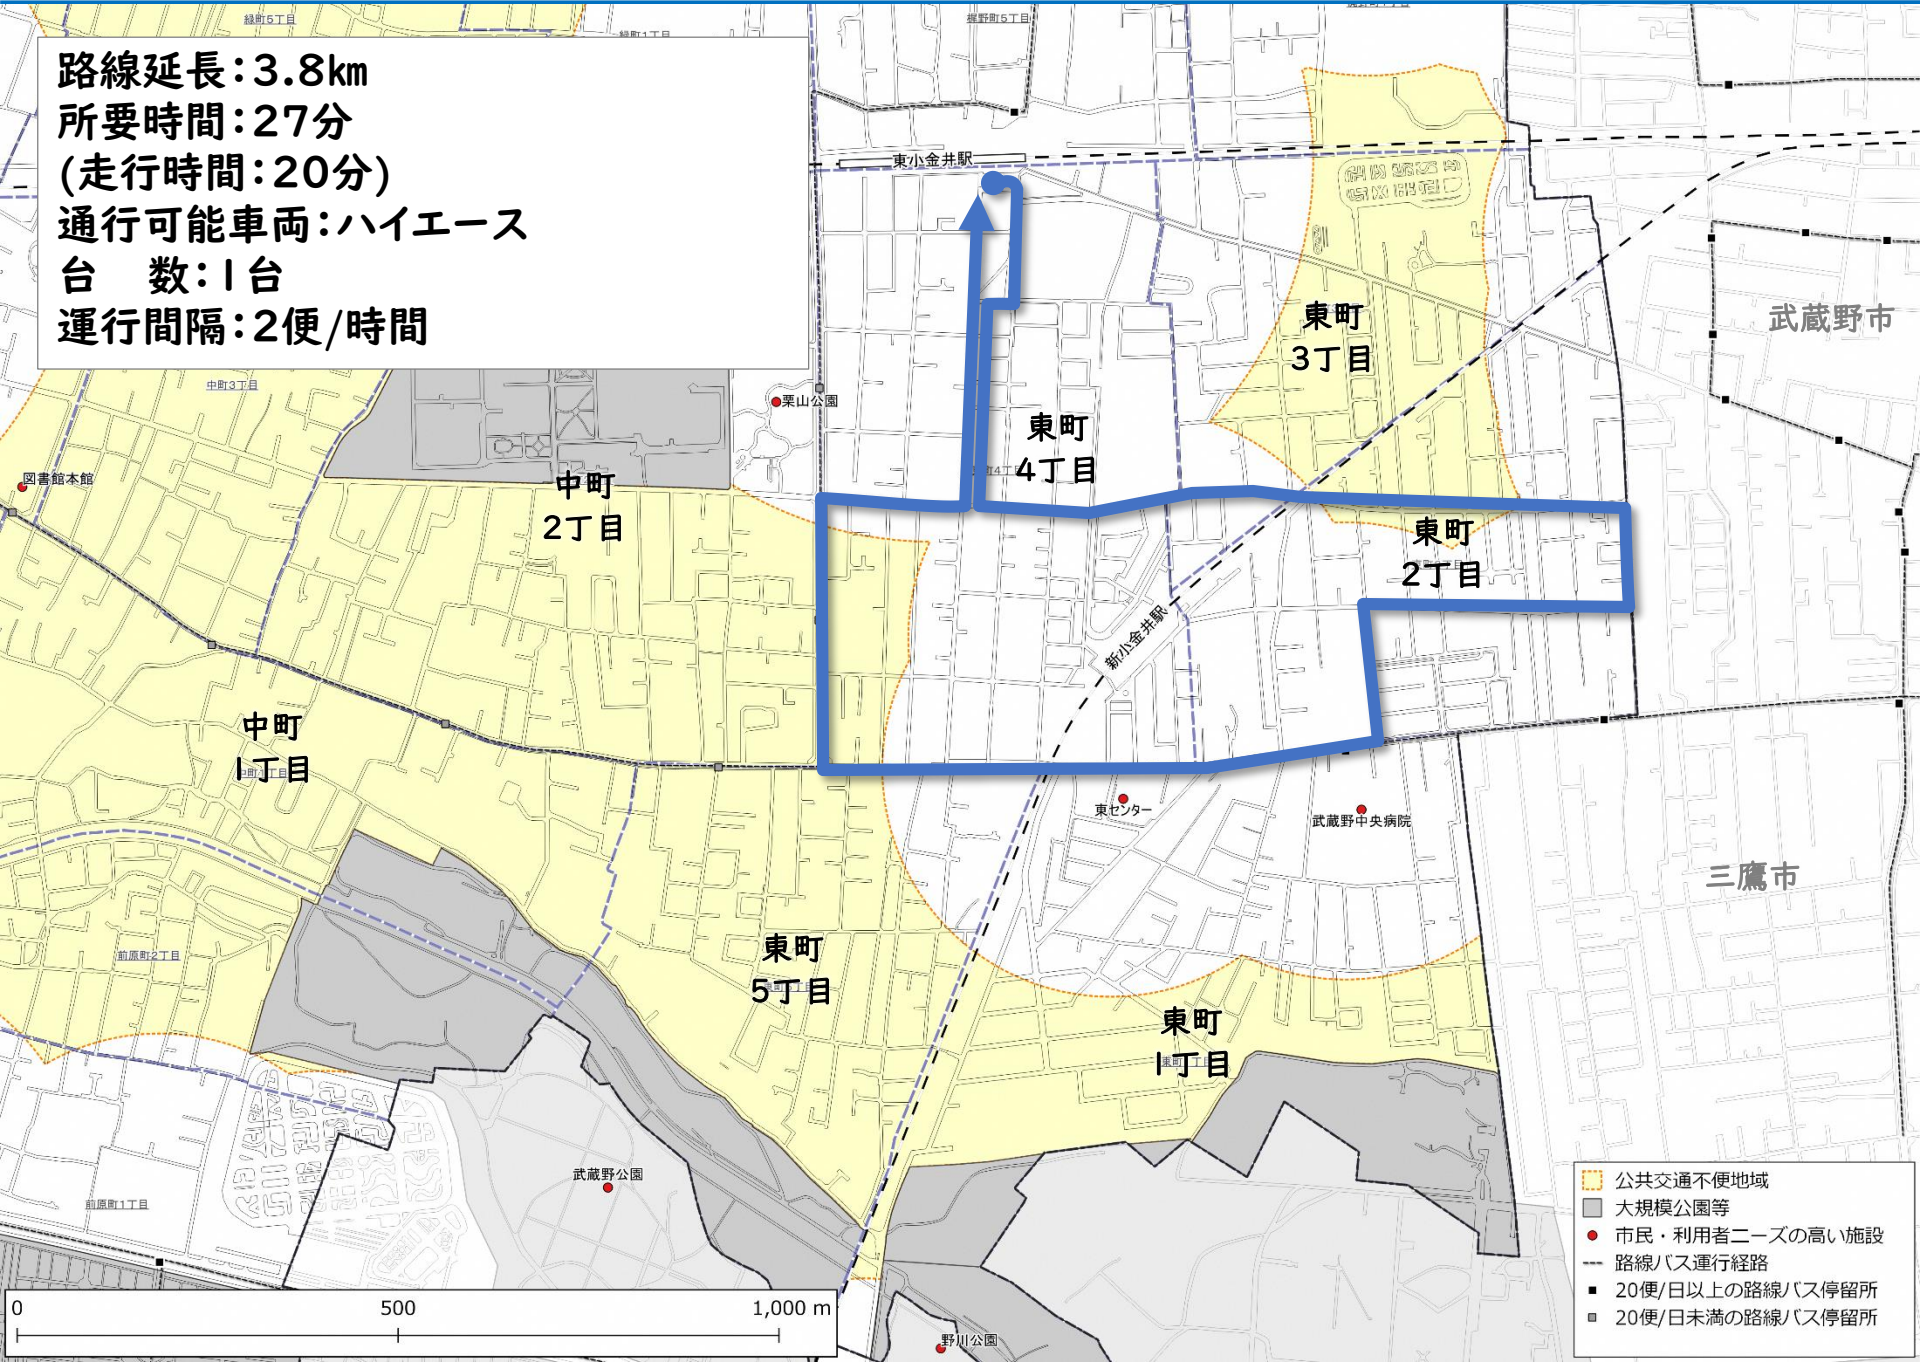 緑町5丁目
緑町1丁目
梶野町5丁目
路線延長：3.8km
所要時間：27分
(走行時間：20分)
通行可能車両：ハイエース
台　数：1台
運行間隔：2便/時間
東小金井駅
武蔵野市
東町
3丁目
中町3丁目
栗山公園
東町
4丁目
図書館本館
中町
2丁目
東町
2丁目
新小金井駅
中町
1丁目
中町1丁目
東センター
武蔵野中央病院
三鷹市
前原町2丁目
東町
5丁目
東町
1丁目
武蔵野公園
前原町1丁目
野川公園
公共交通不便地域
大規模公園等
市民・利用者ニーズの高い施設
路線バス運行経路
20便/日以上の路線バス停留所
20便/日未満の路線バス停留所
0 500 1,000 m